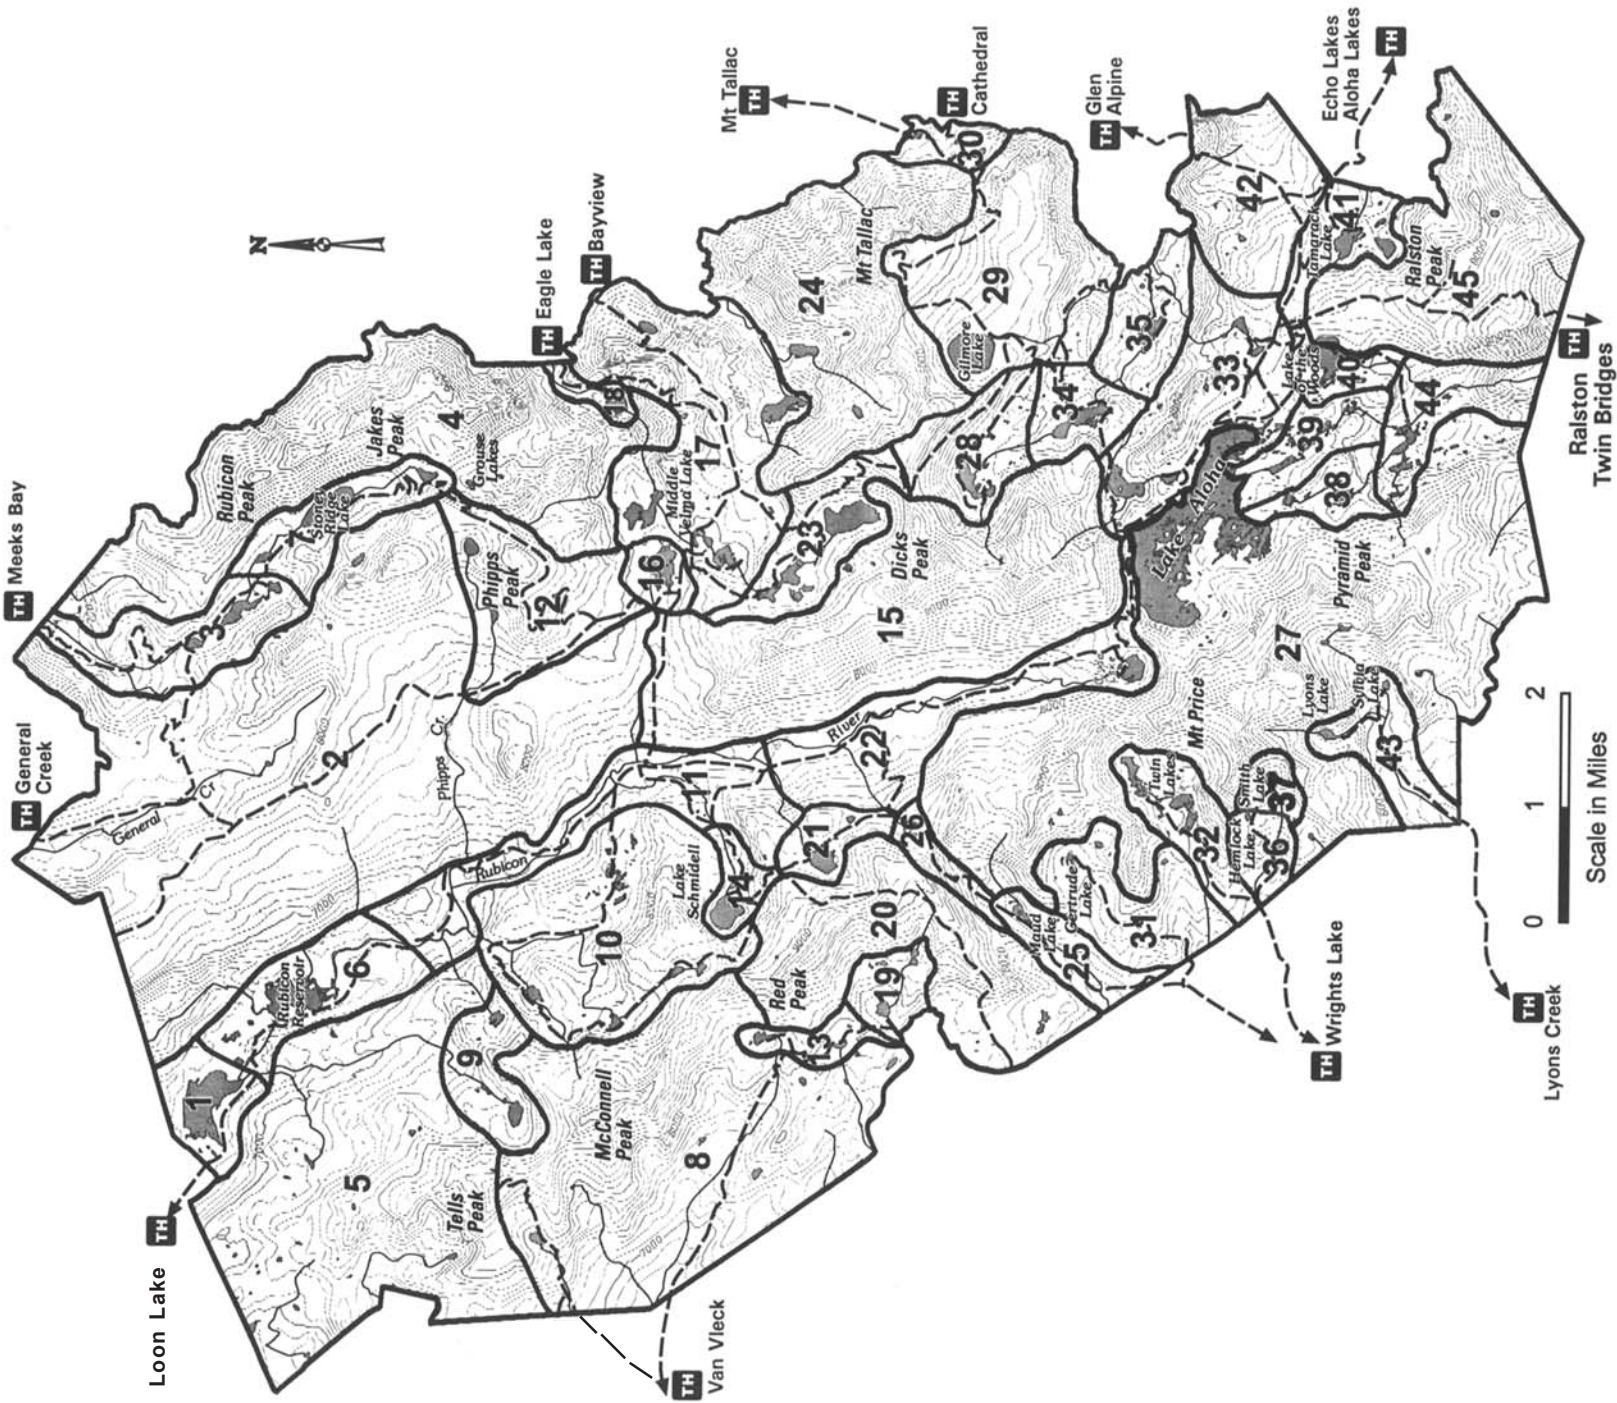 TH Meeks Bay
TH General
Creek
Loon Lake TH
N
TH Eagle Lake
TH Bayview
Mt Tallac
TH
TH
Cathedral
TH Glen
Alpine
Echo Lakes
Aloha Lakes
TH
TH
Ralston
Twin Bridges
TH
Van Vleck
TH Wrights Lake
TH
Lyons Creek
Rubicon
Peak
Jakes
Peak
4
Grouse
Lakes
Stoney
Ridge
Lake
7
3
2
General
Cr
Phipps
Cr.
Phipps
Peak
12
1
Rubicon
Reservoir
6
5
Tells
Peak
9
7000
McConnell
Peak
8
7000
10
Rubicon
Lake
Schmidell
14
11
13
Red
Peak
19
20
21
22
River
15
Dicks
Peak
16
Middle
Velma Lake
17
18
23
24
Mt Tallac
30
29
Gilmore
Lake
28
34
35
33
42
Tamarack
Lake
41
Ralston
Peak
45
Lake
of the
Woods
40
39
38
44
Lake Aloha
Pyramid
Peak
27
Mt Price
Lyons
Lake
Sylvia
Lake
43
Twin
Lakes
32
Hemlock
Lake
36
Smith
Lake
37
26
25
Maud
Lake
Gertrude
Lake
31
0 1 2
Scale in Miles